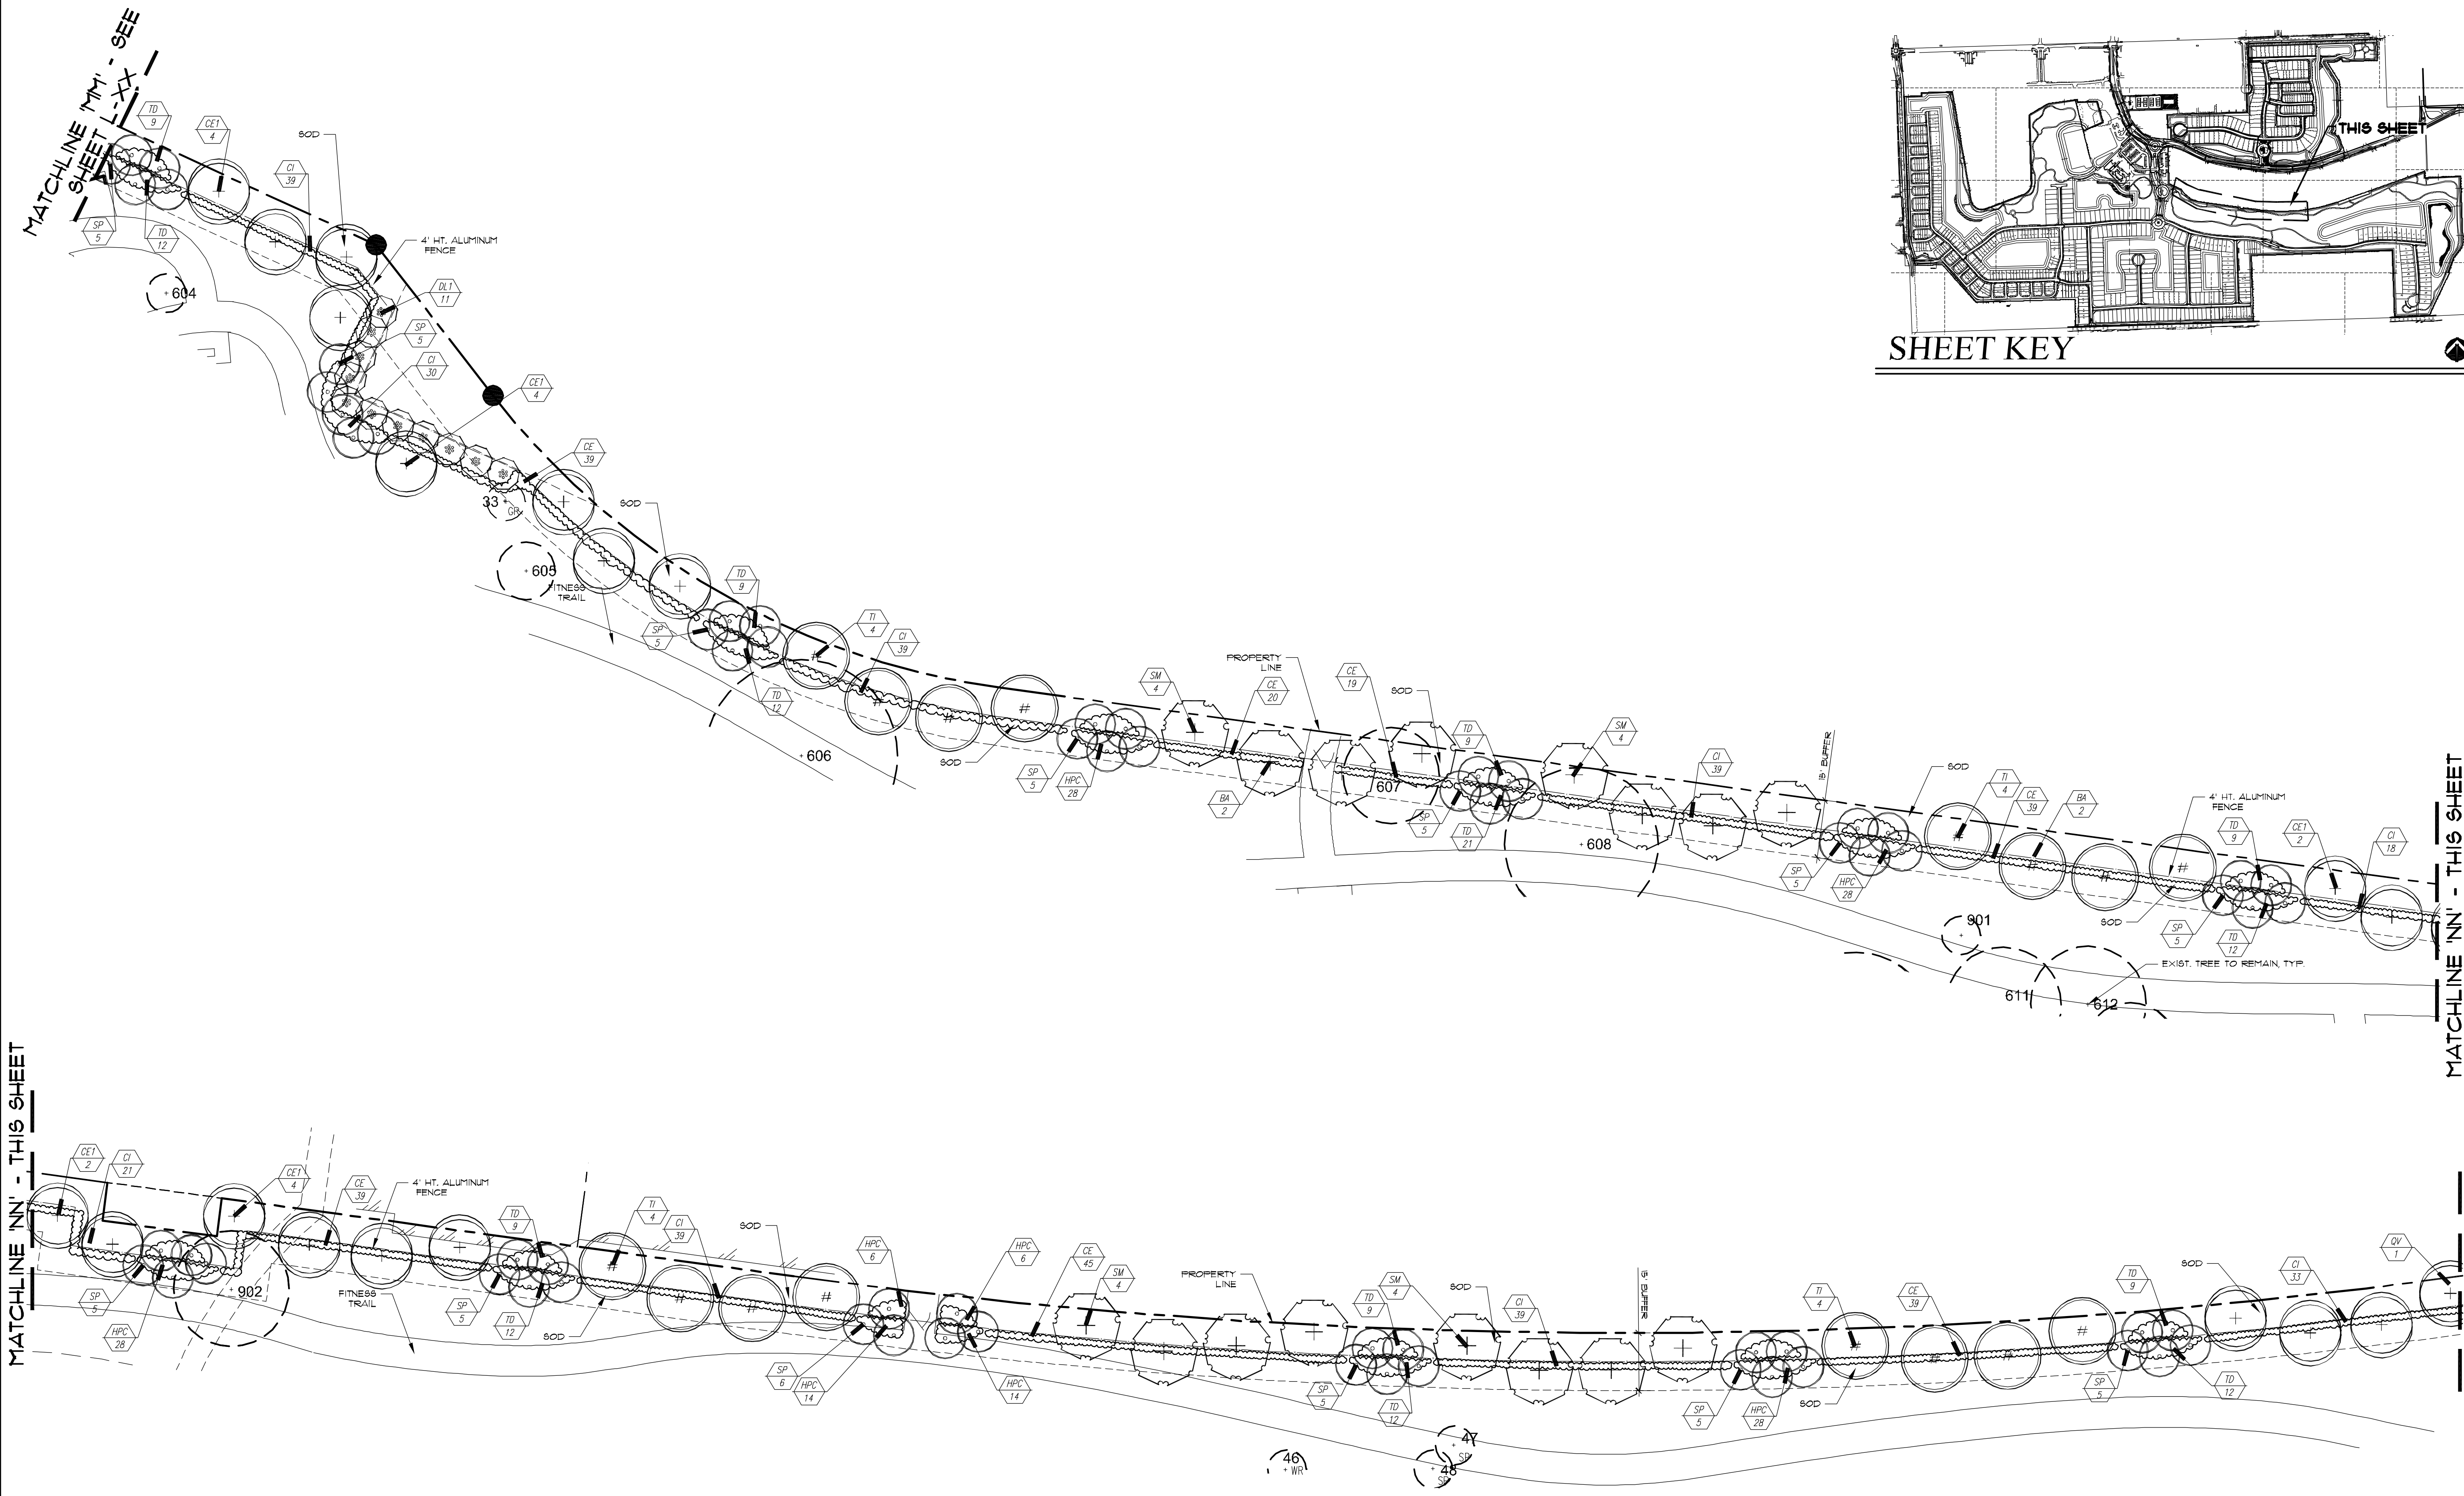 MATCHLINE 'MM' - SEE
SHEET L-XX
TD
9
CE1
4
SOD
CI
39
SP
5
TD
12
4' HT. ALUMINUM
FENCE
604
DL1
11
SP
5
CI
30
CE1
4
CE
39
33
GR
SOD
605
FITNESS
TRAIL
TD
9
SP
5
TI
4
CI
39
TD
12
606
SOD
SM
4
PROPERTY
LINE
CE
20
CE
19
SOD
TD
9
SM
4
SP
5
HPC
28
BA
2
607
SP
5
TD
21
608
CI
39
15' BUFFER
SOD
TI
4
CE
39
BA
2
4' HT. ALUMINUM
FENCE
TD
9
CE1
2
CI
18
SP
5
HPC
28
901
SOD
SP
5
TD
12
EXIST. TREE TO REMAIN, TYP.
611
612
MATCHLINE 'NN' - THIS SHEET
THIS SHEET
SHEET KEY
MATCHLINE 'NN' - THIS SHEET
CE1
2
CI
21
CE1
4
CE
39
4' HT. ALUMINUM
FENCE
SP
5
HPC
28
902
FITNESS
TRAIL
TD
9
SP
5
TD
12
SOD
TI
4
CI
39
SOD
HPC
6
HPC
6
CE
45
SM
4
SP
6
HPC
14
HPC
14
PROPERTY
LINE
TD
9
SM
4
SOD
CI
39
15' BUFFER
SP
5
TD
12
46
WR
47
SP
48
SP
SP
5
HPC
28
SOD
TI
4
CE
39
TD
9
SOD
CI
33
QV
1
SP
5
TD
12